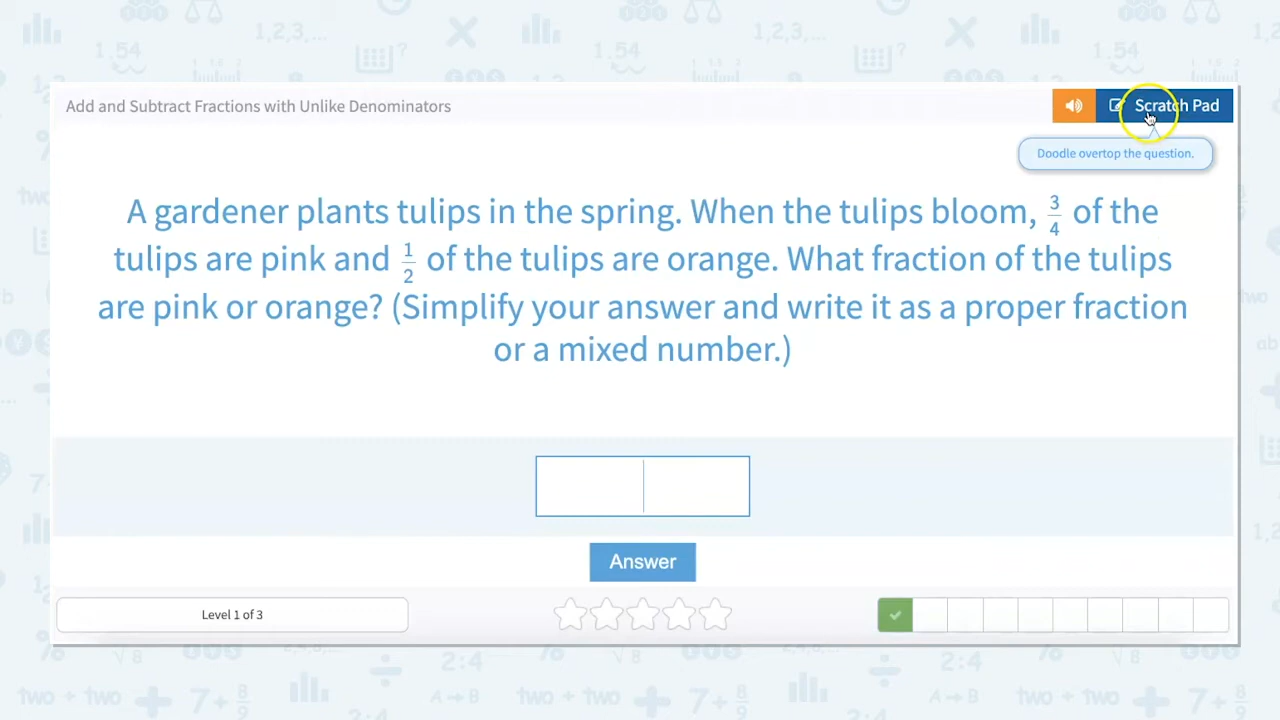 Add and Subtract Fractions with Unlike Denominators
Scratch Pad
Doodle overtop the question.
A gardener plants tulips in the spring. When the tulips bloom, 3/4 of the
tulips are pink and 1/2 of the tulips are orange. What fraction of the tulips
are pink or orange? (Simplify your answer and write it as a proper fraction
or a mixed number.)
Answer
Level 1 of 3